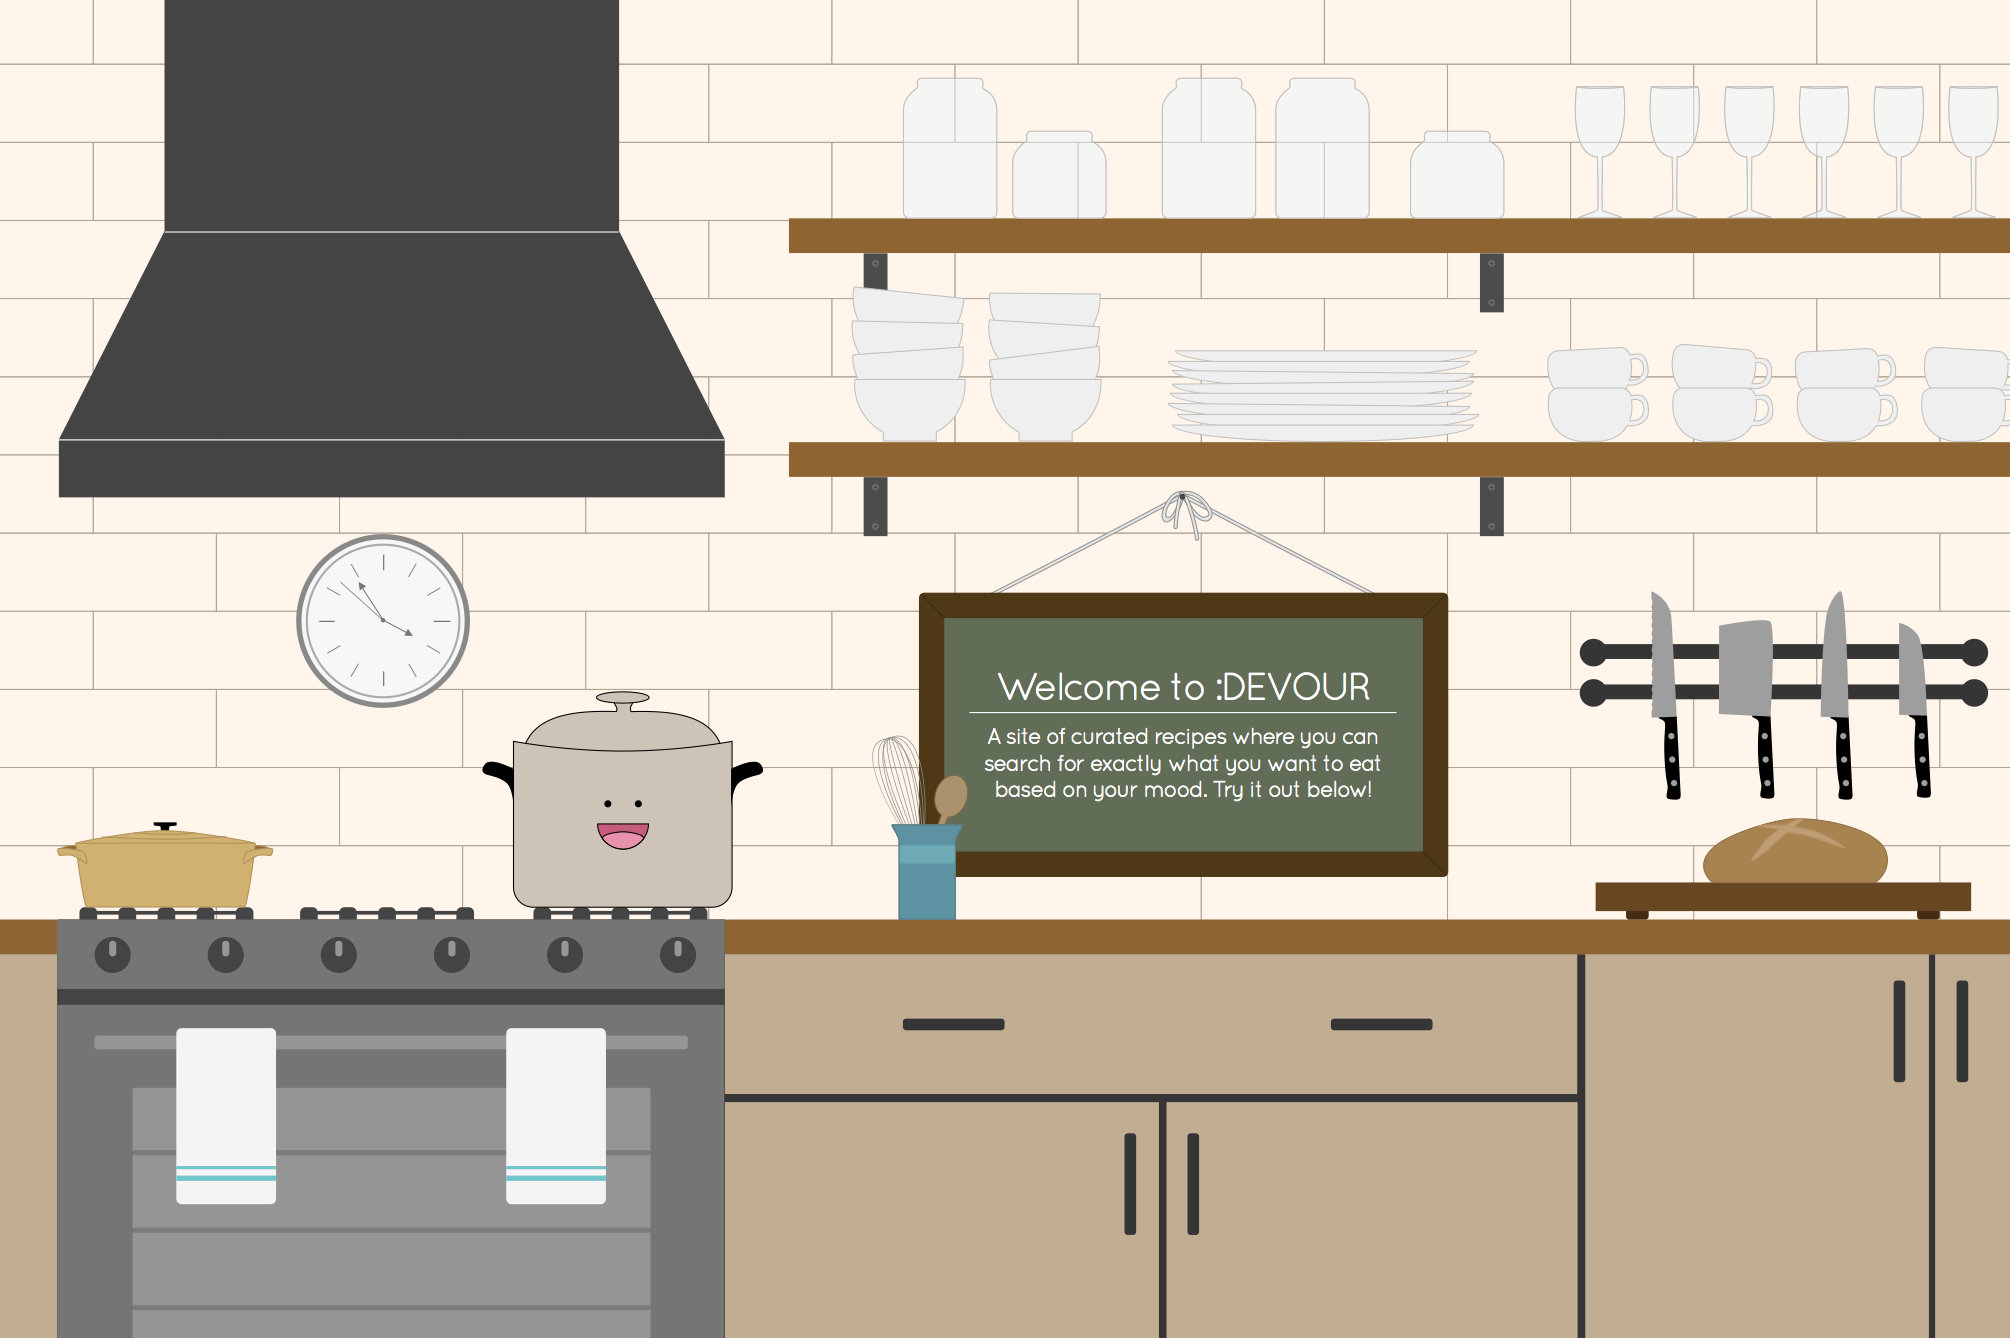 Welcome to :DEVOUR
A site of curated recipes where you can
search for exactly what you want to eat
based on your mood. Try it out below!